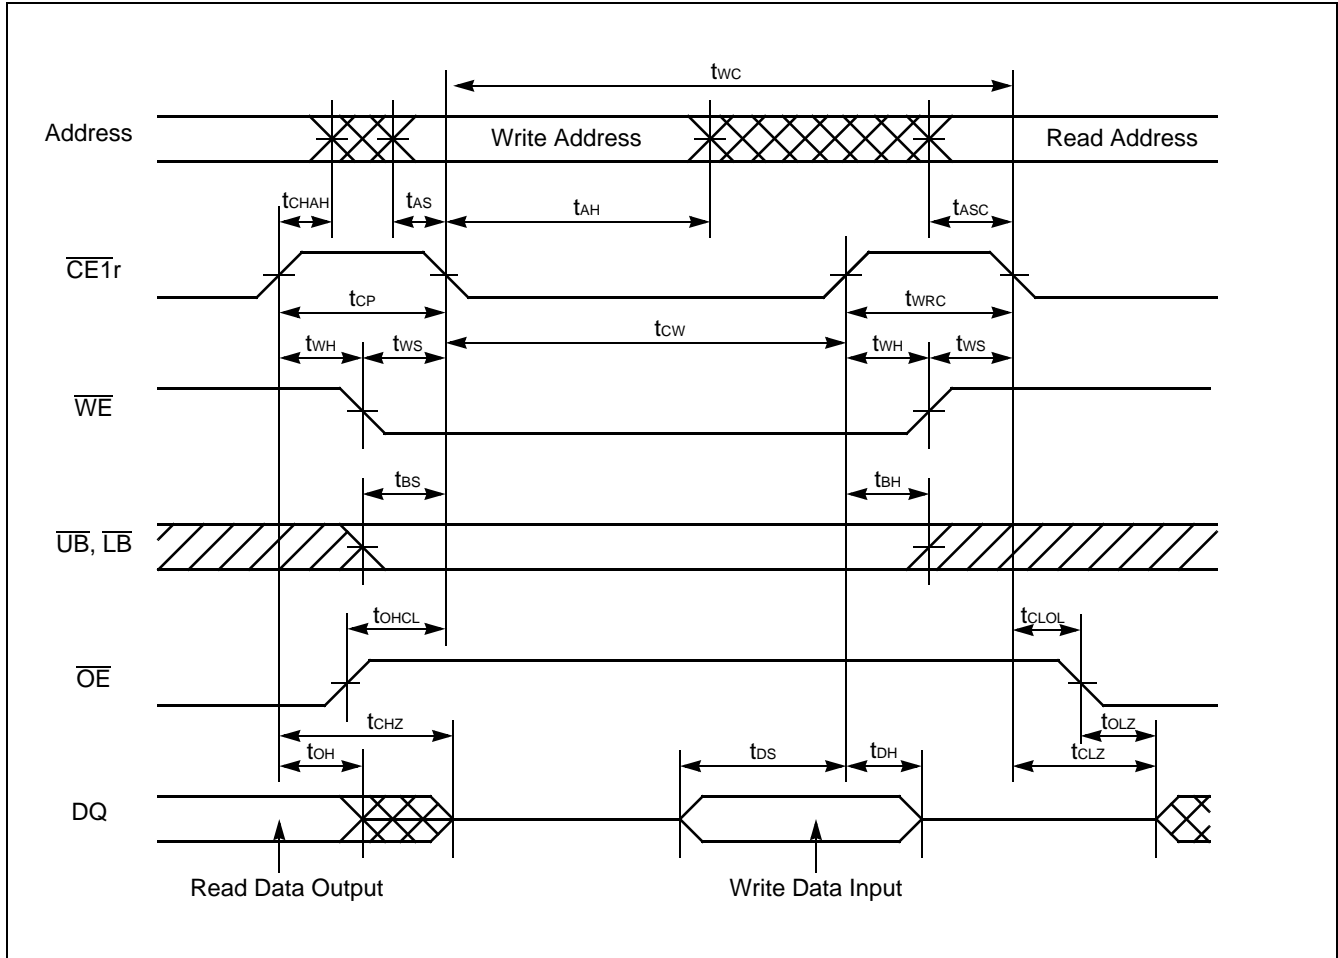 tWC
Address
Write Address
Read Address
tCHAH
tAS
tAH
tASC
CE1r
tCP
tWRC
tCW
tWH
tWS
tWH
tWS
WE
tBS
tBH
UB, LB
tOHCL
tCLOL
OE
tCHZ
tOLZ
tOH
tDS
tDH
tCLZ
DQ
Read Data Output
Write Data Input